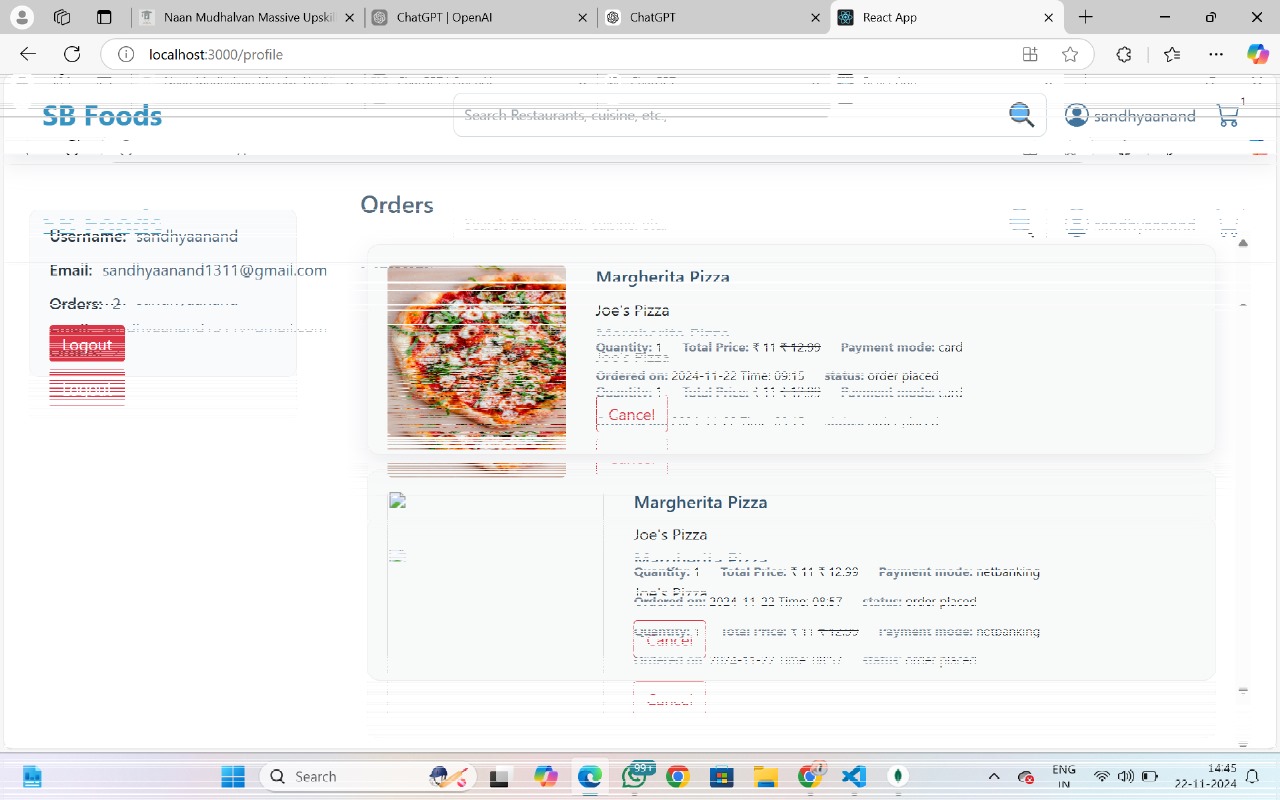 Naan Mudhalvan Massive Upskil
ChatGPT | OpenAI
ChatGPT
React App
localhost:3000/profile
SB Foods
Search Restaurants, cuisine, etc.,
sandhyaanand
1
Username: sandhyaanand
Email: sandhyaanand1311@gmail.com
Orders: 2
Logout
Orders
Margherita Pizza
Joe's Pizza
Quantity: 1 Total Price: ₹ 11 ₹ 12.99 Payment mode: card
Ordered on: 2024-11-22 Time: 09:15 status: order placed
Cancel
Margherita Pizza
Joe's Pizza
Quantity: 1 Total Price: ₹ 11 ₹ 12.99 Payment mode: netbanking
Ordered on: 2024-11-22 Time: 08:57 status: order placed
Cancel
Search
99+
ENG
IN
14:45
22-11-2024